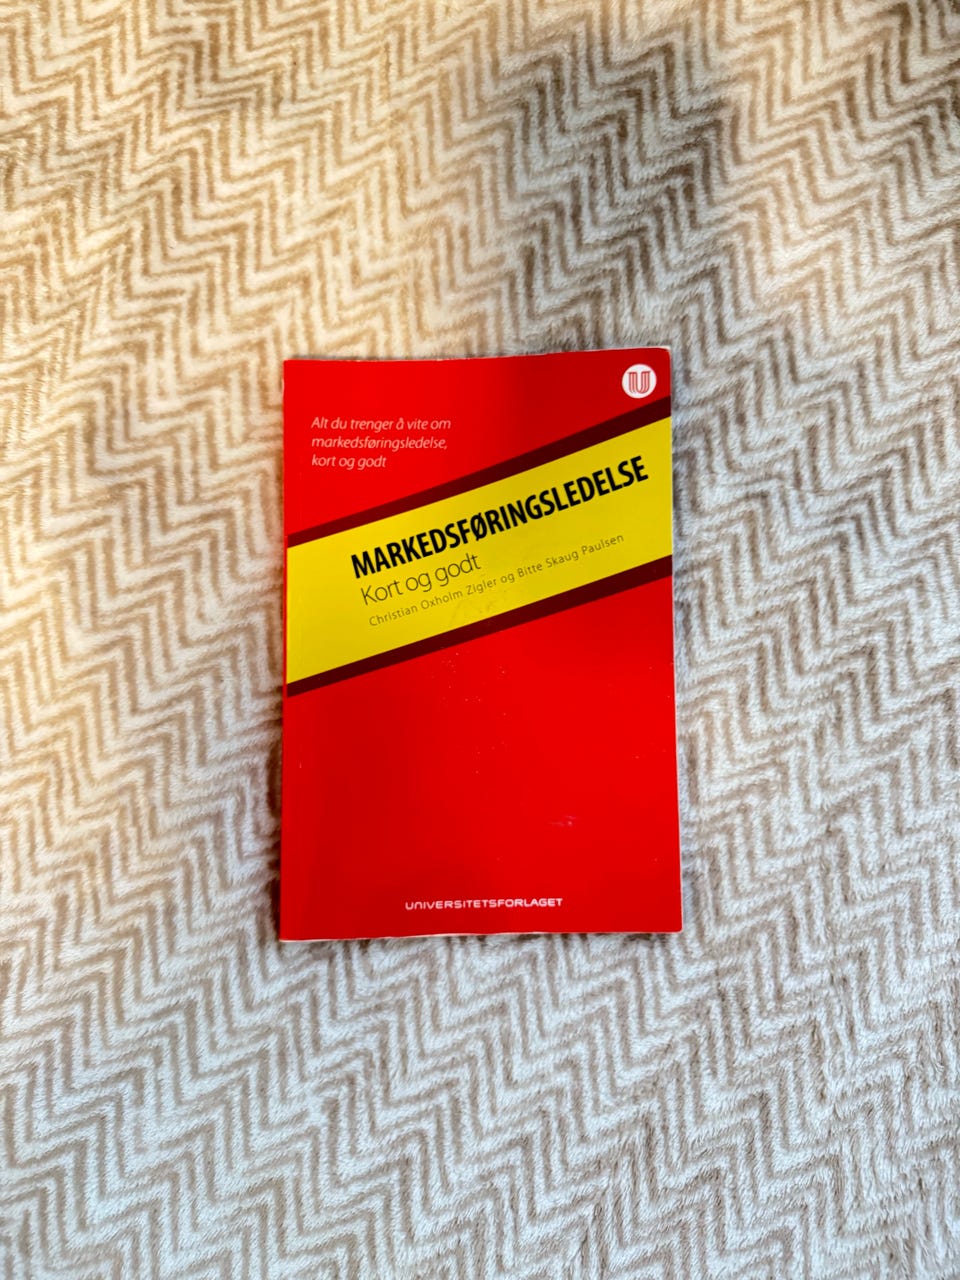 U
Alt du trenger å vite om
markedsføringsledelse,
kort og godt
MARKEDSFØRINGSLEDELSE
Kort og godt
Christian Oxholm Zigler og Bitte Skaug Paulsen
UNIVERSITETSFORLAGET